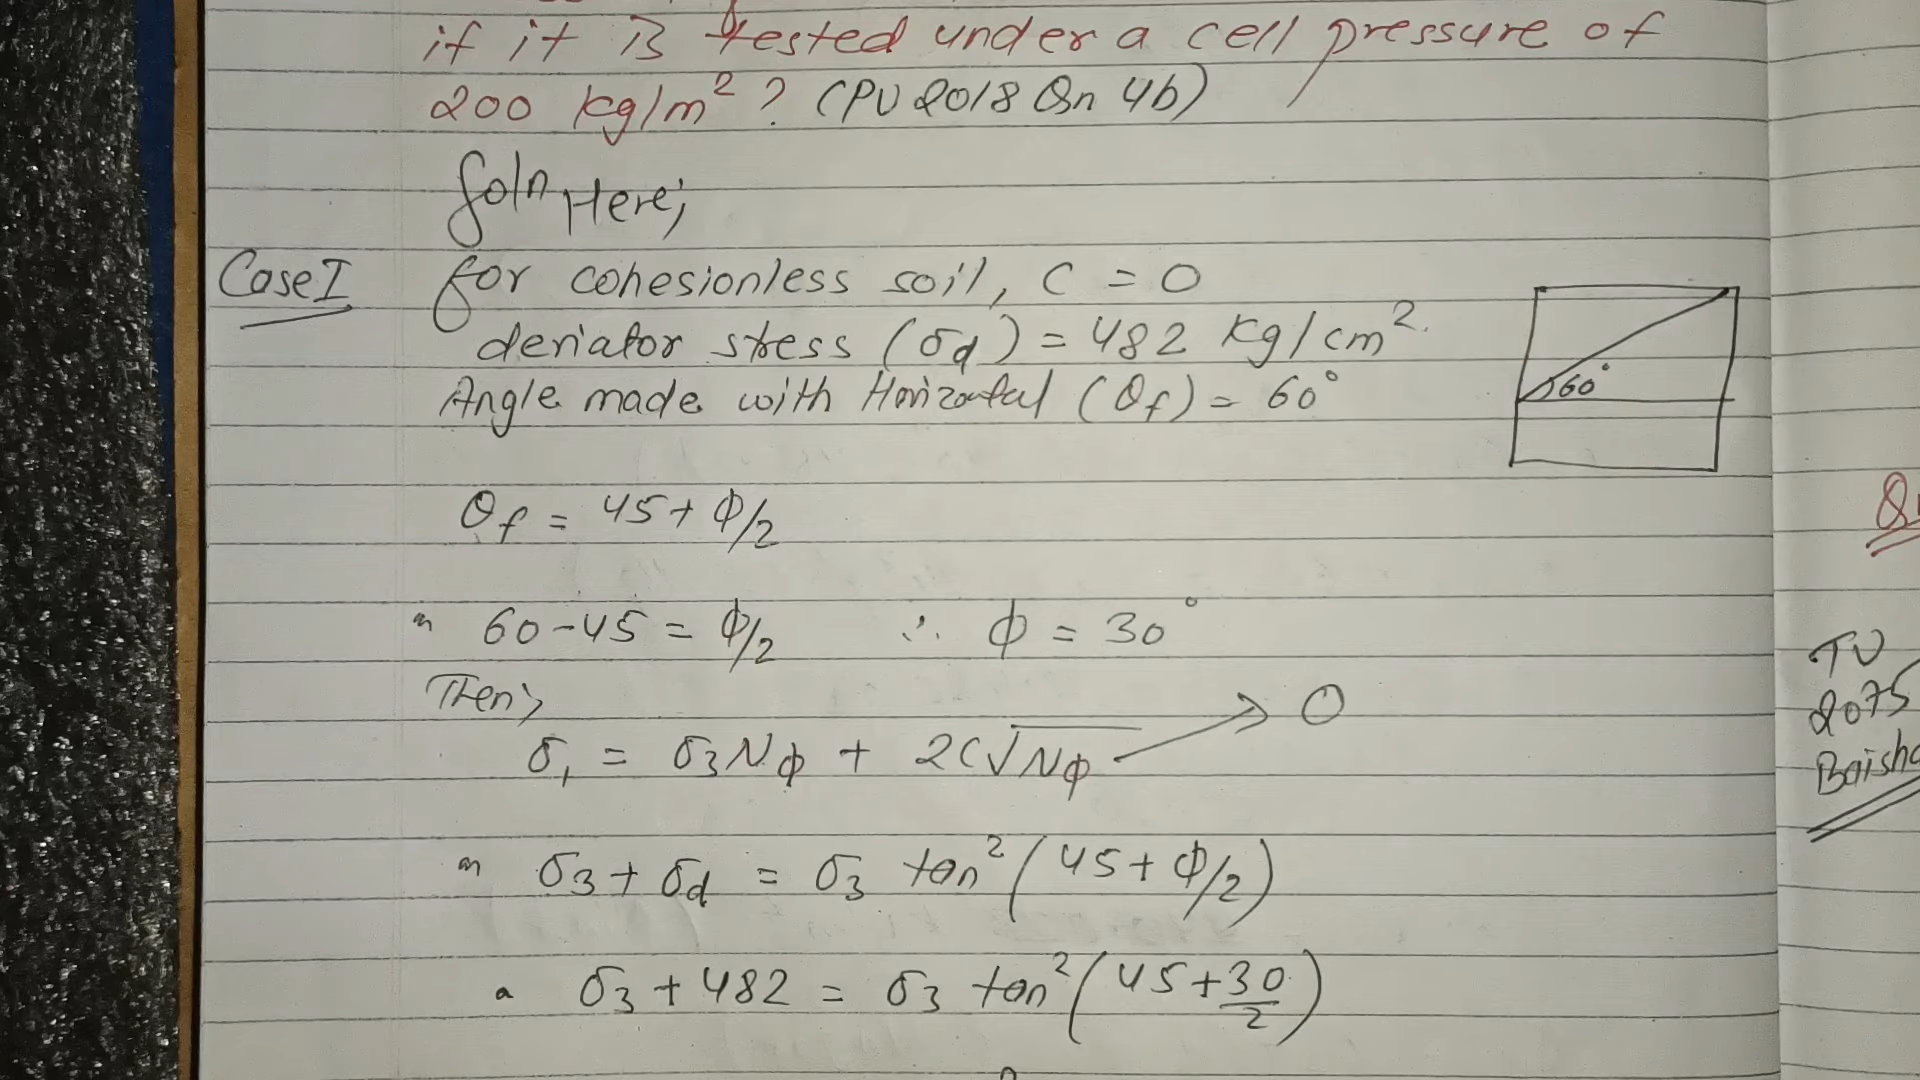 if it is tested under a cell pressure of
200 kg/m² ? (PU 2018 Qn 4b)
Soln Here;
Case I for cohesionless soil, C = 0
deviator stress (σd) = 482 kg/cm².
Angle made with Horizontal (θf) = 60°
60°
θf = 45 + Φ/2
60 - 45 = Φ/2 ∴ Φ = 30°
Then;
σ₁ = σ₃NΦ + 2C√NΦ → 0
σ₃ + σd = σ₃ tan² (45 + Φ/2)
σ₃ + 482 = σ₃ tan² (45 + 30/2)
TU
2075